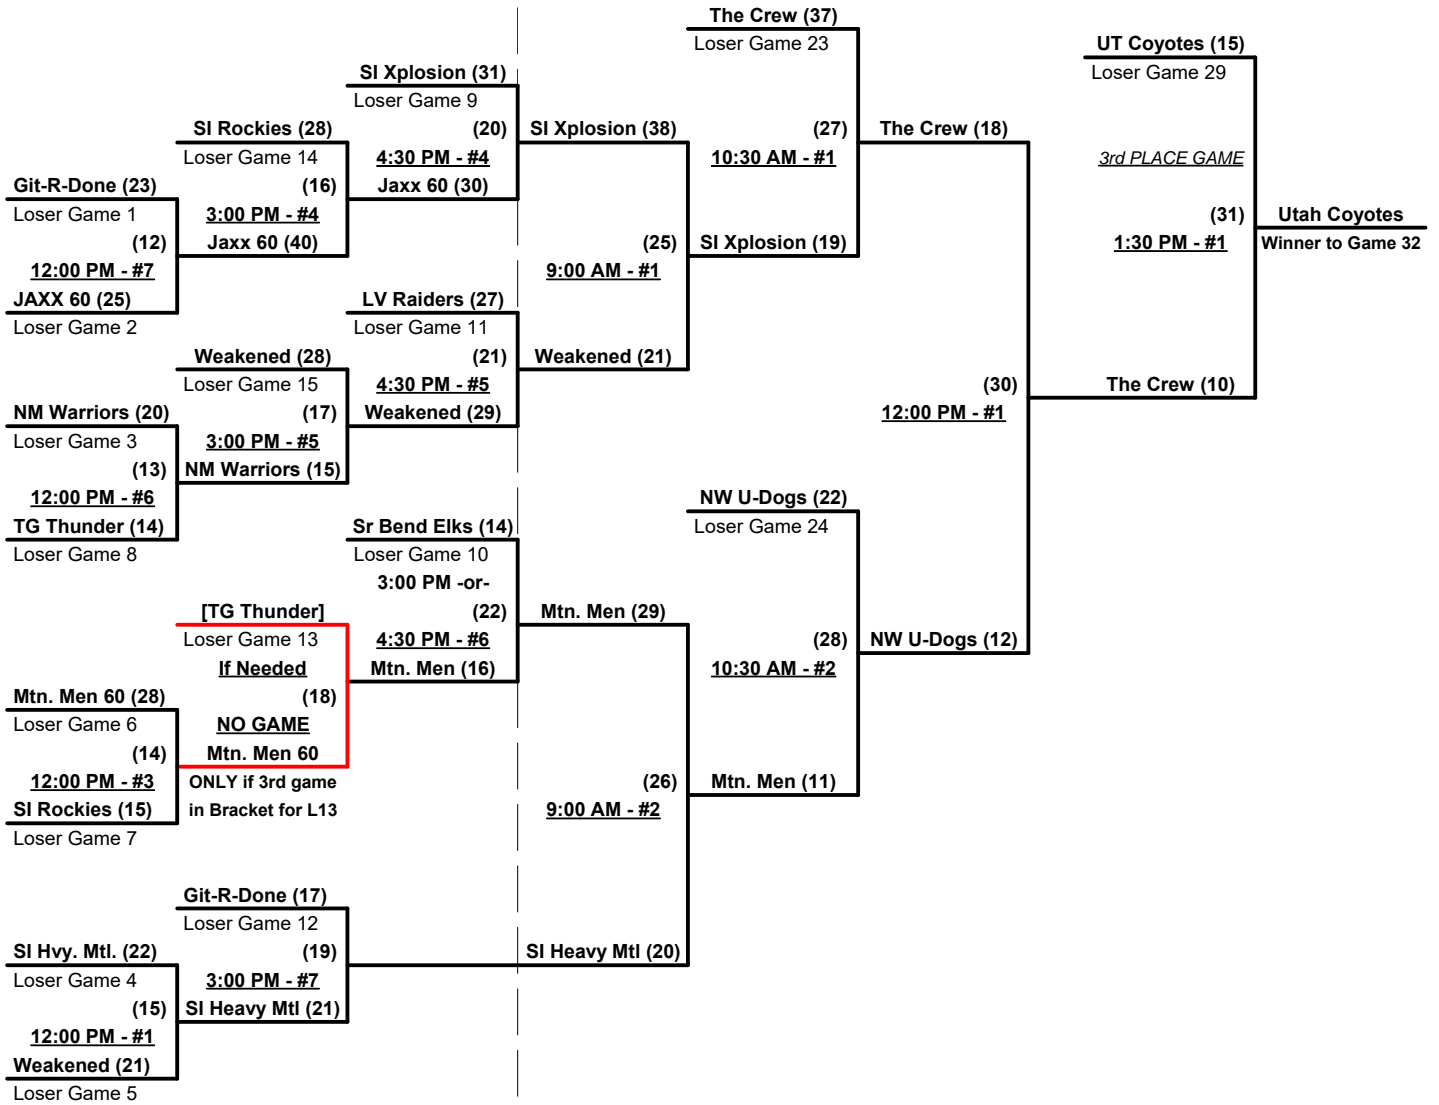 The Crew (37)
Loser Game 23
UT Coyotes (15)
Loser Game 29
SI Xplosion (31)
Loser Game 9
SI Rockies (28)
(20)
SI Xplosion (38)
(27)
The Crew (18)
Loser Game 14
4:30 PM - #4
10:30 AM - #1
3rd PLACE GAME
Git-R-Done (23)
(16)
Jaxx 60 (30)
Loser Game 1
3:00 PM - #4
(31)
Utah Coyotes
(12)
Jaxx 60 (40)
(25)
SI Xplosion (19)
1:30 PM - #1
Winner to Game 32
12:00 PM - #7
9:00 AM - #1
JAXX 60 (25)
LV Raiders (27)
Loser Game 2
Loser Game 11
Weakened (28)
(21)
Weakened (21)
Loser Game 15
4:30 PM - #5
(30)
The Crew (10)
NM Warriors (20)
(17)
Weakened (29)
12:00 PM - #1
Loser Game 3
3:00 PM - #5
(13)
NM Warriors (15)
12:00 PM - #6
NW U-Dogs (22)
TG Thunder (14)
Sr Bend Elks (14)
Loser Game 24
Loser Game 8
Loser Game 10
3:00 PM -or-
[TG Thunder]
(22)
Mtn. Men (29)
Loser Game 13
4:30 PM - #6
(28)
NW U-Dogs (12)
If Needed
Mtn. Men (16)
10:30 AM - #2
Mtn. Men 60 (28)
(18)
Loser Game 6
NO GAME
(14)
Mtn. Men 60
12:00 PM - #3
ONLY if 3rd game
(26)
Mtn. Men (11)
SI Rockies (15)
in Bracket for L13
9:00 AM - #2
Loser Game 7
Git-R-Done (17)
Loser Game 12
SI Hvy. Mtl. (22)
(19)
SI Heavy Mtl (20)
Loser Game 4
3:00 PM - #7
(15)
SI Heavy Mtl (21)
12:00 PM - #1
Weakened (21)
Loser Game 5